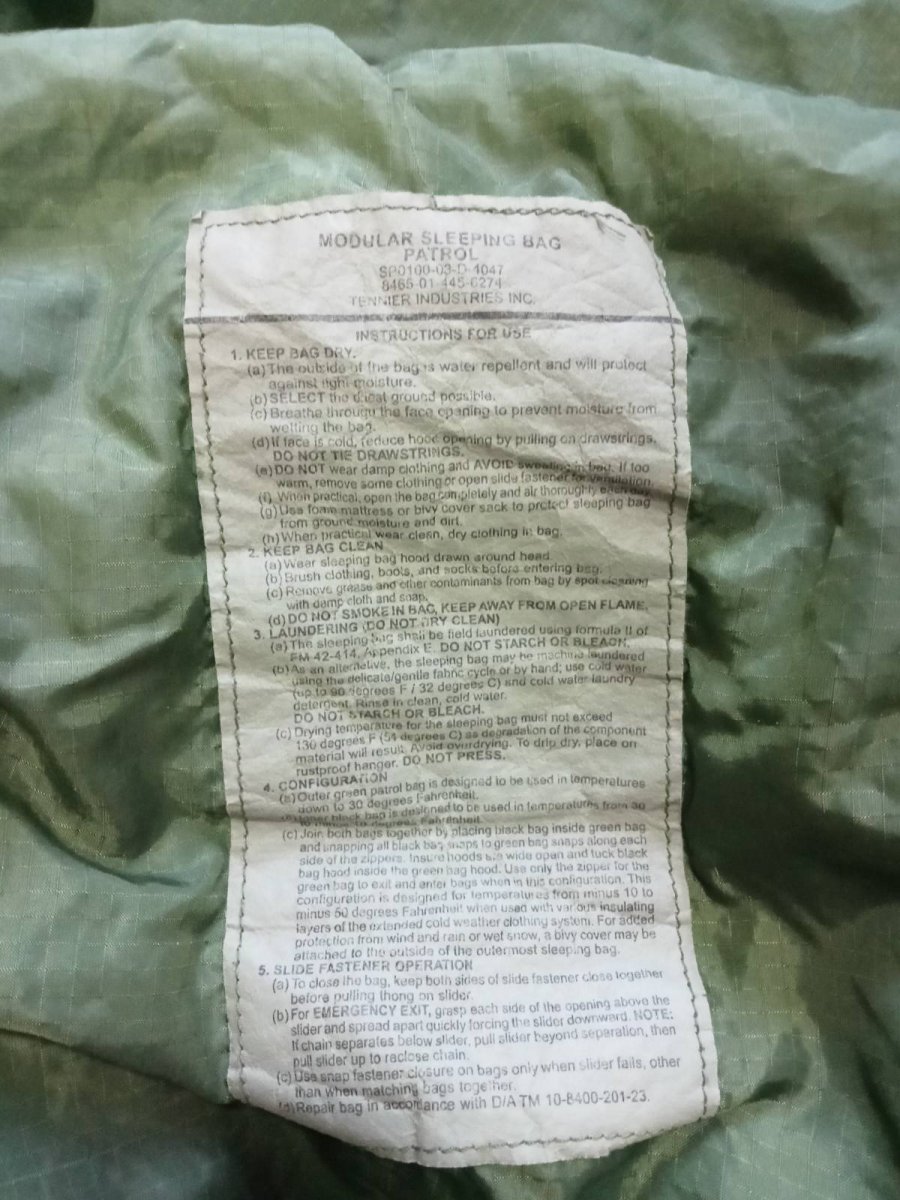 MODULAR SLEEPING BAG
PATROL
SP0100-03-D-4047
8465-01-445-6274
TENNIER INDUSTRIES INC.
INSTRUCTIONS FOR USE
1. KEEP BAG DRY.
(a) The outside of the bag is water repellent and will protect
against light moisture.
(b) SELECT the driest ground possible.
(c) Breathe through the face opening to prevent moisture from
wetting the bag.
(d) If face is cold, reduce hood opening by pulling on drawstrings.
DO NOT TIE DRAWSTRINGS.
(e) DO NOT wear damp clothing and AVOID sweating in bag. If too
warm, remove some clothing or open slide fastener for ventilation.
(f) When practical, open the bag completely and air thoroughly each day.
(g) Use foam mattress or bivy cover sack to protect sleeping bag
from ground moisture and dirt.
(h) When practical wear clean, dry clothing in bag.
2. KEEP BAG CLEAN
(a) Wear sleeping bag hood drawn around head.
(b) Brush clothing, boots, and socks before entering bag.
(c) Remove grease and other contaminants from bag by spot cleaning
with damp cloth and soap.
(d) DO NOT SMOKE IN BAG, KEEP AWAY FROM OPEN FLAME.
3. LAUNDERING (DO NOT DRY CLEAN)
(a) The sleeping bag shall be field laundered using formula II of
FM 42-414, Appendix E. DO NOT STARCH OR BLEACH.
(b) As an alternative, the sleeping bag may be machine laundered
using the delicate/gentle fabric cycle or by hand; use cold water
(up to 90 degrees F / 32 degrees C) and cold water laundry
detergent. Rinse in clean, cold water.
DO NOT STARCH OR BLEACH.
(c) Drying temperature for the sleeping bag must not exceed
130 degrees F (54 degrees C) as degradation of the component
material will result. Avoid overdrying. To drip dry, place on
rustproof hanger. DO NOT PRESS.
4. CONFIGURATION
(a) Outer green patrol bag is designed to be used in temperatures
down to 30 degrees Fahrenheit.
black bag is designed to be used in temperatures from 30
to minus 10 degrees Fahrenheit.
(c) Join both bags together by placing black bag inside green bag
and snapping all black bag snaps to green bag snaps along each
side of the zippers. Insure hoods are wide open and tuck black
bag hood inside the green bag hood. Use only the zipper for the
green bag to exit and enter bags when in this configuration. This
configuration is designed for temperatures from minus 10 to
minus 50 degrees Fahrenheit when used with various insulating
layers of the extended cold weather clothing system. For added
protection from wind and rain or wet snow, a bivy cover may be
attached to the outside of the outermost sleeping bag.
5. SLIDE FASTENER OPERATION
(a) To close the bag, keep both sides of slide fastener close together
before pulling thong on slider.
(b) For EMERGENCY EXIT, grasp each side of the opening above the
slider and spread apart quickly forcing the slider downward. NOTE:
If chain separates below slider, pull slider beyond separation, then
pull slider up to reclose chain.
(c) Use snap fastener closure on bags only when slider fails, other
than when matching bags together.
(d) Repair bag in accordance with D/A TM 10-8400-201-23.